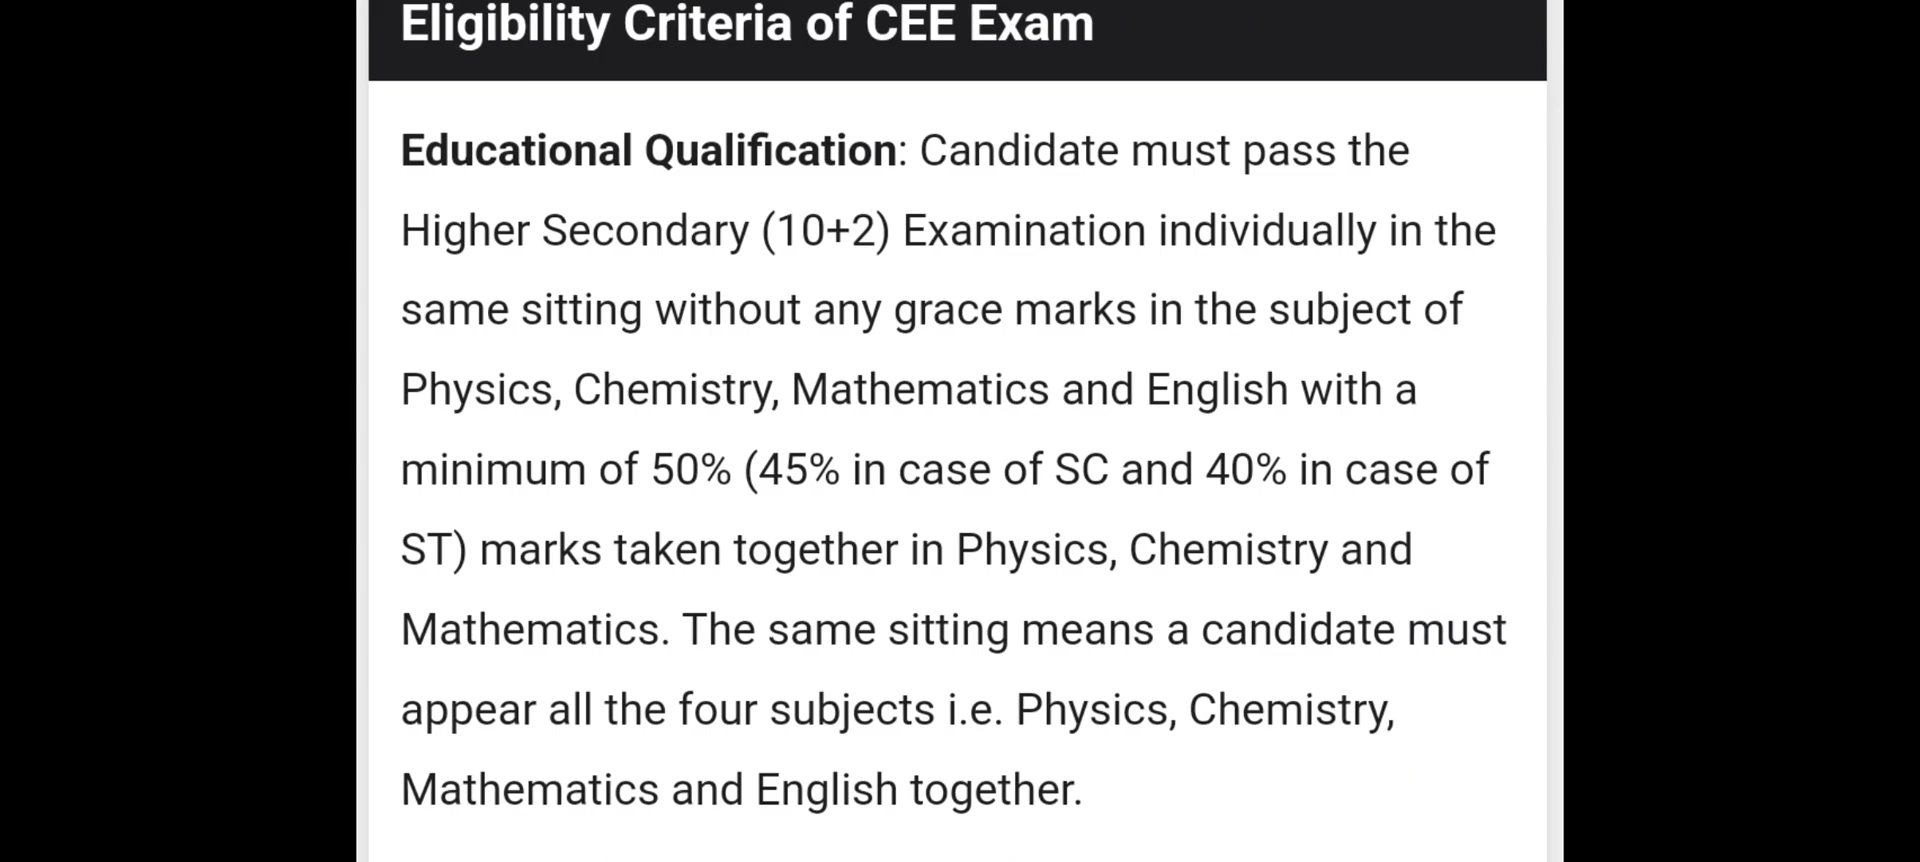 Eligibility Criteria of CEE Exam
Educational Qualification: Candidate must pass the
Higher Secondary (10+2) Examination individually in the
same sitting without any grace marks in the subject of
Physics, Chemistry, Mathematics and English with a
minimum of 50% (45% in case of SC and 40% in case of
ST) marks taken together in Physics, Chemistry and
Mathematics. The same sitting means a candidate must
appear all the four subjects i.e. Physics, Chemistry,
Mathematics and English together.